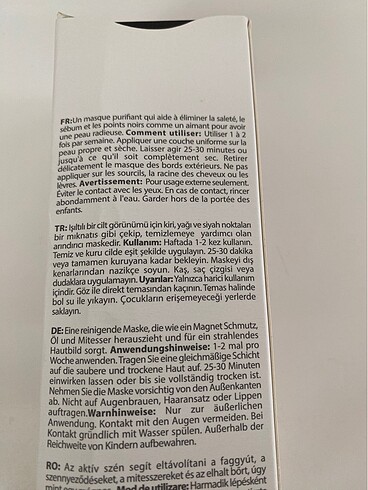 FR:Un masque purifiant qui aide à éliminer la saleté, le
sébum et les points noirs comme un aimant pour avoir
une peau radieuse. Comment utiliser: Utiliser 1 à 2
fois par semaine. Appliquer une couche uniforme sur la
peau propre et sèche. Laisser agir 25-30 minutes ou
jusqu'à ce qu'il soit complètement sec. Retirer
délicatement le masque des bords extérieurs. Ne pas
appliquer sur les sourcils, la racine des cheveux ou les
lèvres. Avertissement: Pour usage externe seulement.
Éviter le contact avec les yeux. En cas de contact, rincer
abondamment à l'eau. Garder hors de la portée des
enfants.
TR: Işıltılı bir cilt görünümü için kiri, yağı ve siyah noktaları
bir mıknatıs gibi çekip, temizlemeye yardımcı olan
arındırıcı maskedir. Kullanım: Haftada 1-2 kez kullanın.
Temiz ve kuru cilde eşit şekilde uygulayın. 25-30 dakika
veya tamamen kuruyana kadar bekleyin. Maskeyi dış
kenarlarından nazikçe soyun. Kaş, saç çizgisi veya
dudaklara uygulamayın. Uyarılar: Yalnızca harici kullanım
içindir. Göz ile direkt temasından kaçının. Temas halinde
bol su ile yıkayın. Çocukların erişemeyeceği yerlerde
saklayın.
DE: Eine reinigende Maske, die wie ein Magnet Schmutz,
Öl und Mitesser herauszieht und für ein strahlendes
Hautbild sorgt. Anwendungshinweise: 1-2 mal pro
Woche anwenden. Tragen Sie eine gleichmäßige Schicht
auf die saubere und trockene Haut auf. 25-30 Minuten
einwirken lassen oder bis sie vollständig trocken ist.
Nehmen Sie die Maske vorsichtig von den Außenkanten
ab. Nicht auf Augenbrauen, Haaransatz oder Lippen
auftragen.Warnhinweise: Nur zur äußerlichen
Anwendung. Kontakt mit den Augen vermeiden. Bei
Kontakt gründlich mit Wasser spülen. Außerhalb der
Reichweite von Kindern aufbewahren.
RO: Az aktív szén segít eltávolítani a faggyút, a
szennyeződéseket, a mitesszereket és az elhalt bőrt, úgy
mint Mod de utilizare: Harmadik lépésként